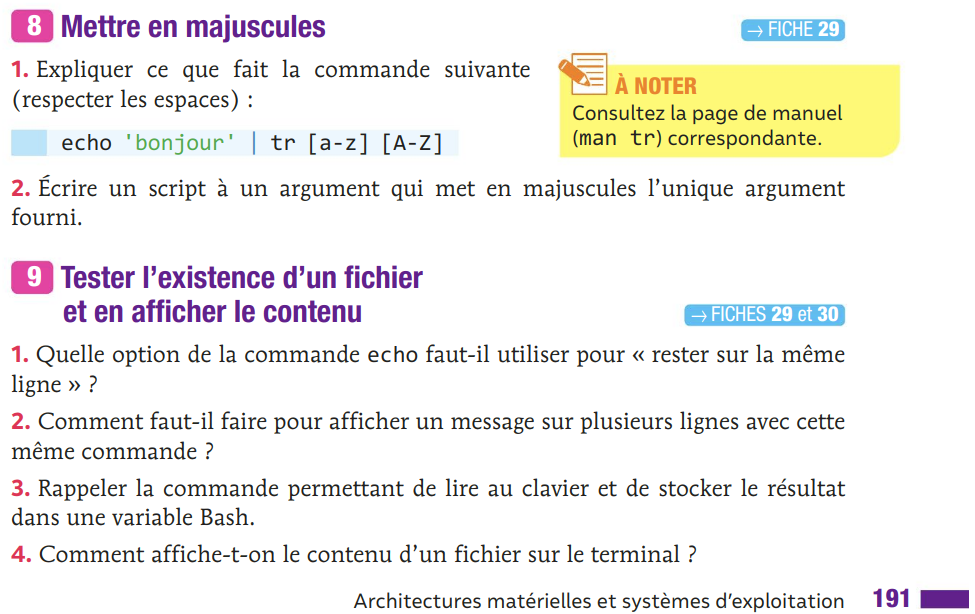 8 Mettre en majuscules
→ FICHE 29
1. Expliquer ce que fait la commande suivante
(respecter les espaces) :
echo 'bonjour' | tr [a-z] [A-Z]
À NOTER
Consultez la page de manuel
(man tr) correspondante.
2. Écrire un script à un argument qui met en majuscules l’unique argument
fourni.
9 Tester l’existence d’un fichier
et en afficher le contenu
→ FICHES 29 et 30
1. Quelle option de la commande echo faut-il utiliser pour « rester sur la même
ligne » ?
2. Comment faut-il faire pour afficher un message sur plusieurs lignes avec cette
même commande ?
3. Rappeler la commande permettant de lire au clavier et de stocker le résultat
dans une variable Bash.
4. Comment affiche-t-on le contenu d’un fichier sur le terminal ?
Architectures matérielles et systèmes d’exploitation 191